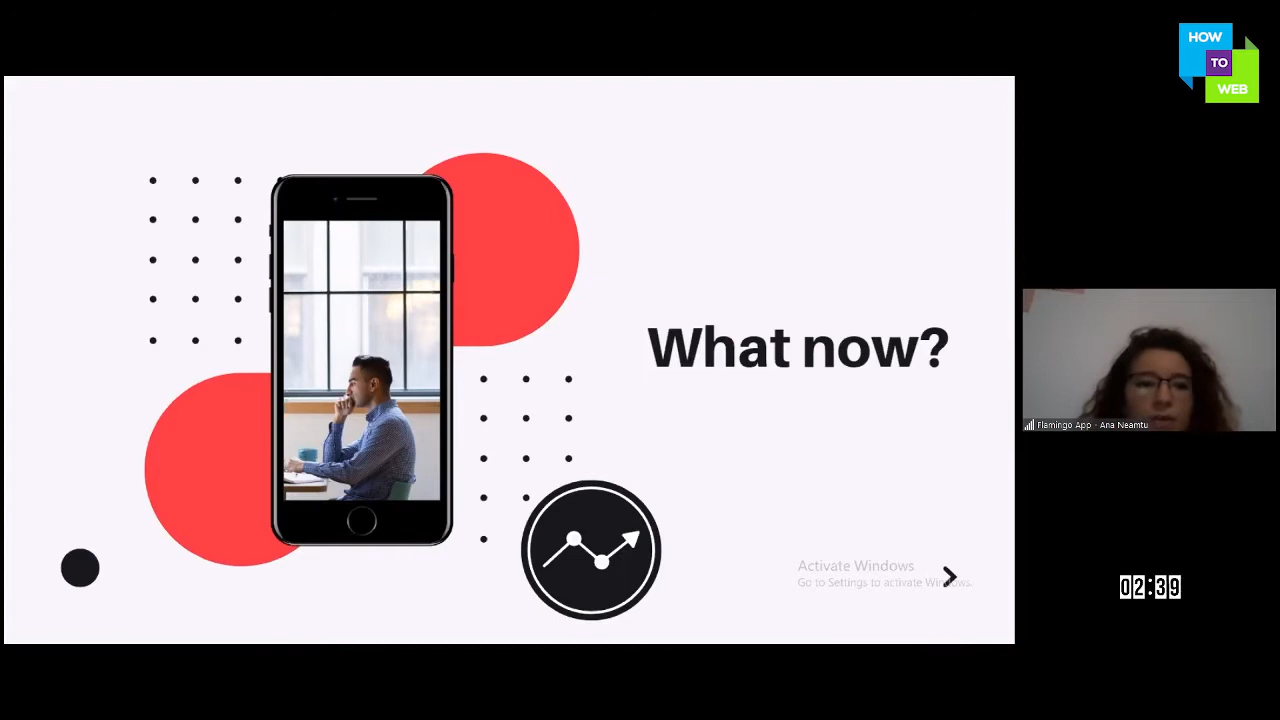 HOW
TO
WEB
What now?
Flamingo App - Ana Neamtu
Activate Windows
Go to Settings to activate Windows.
02:39